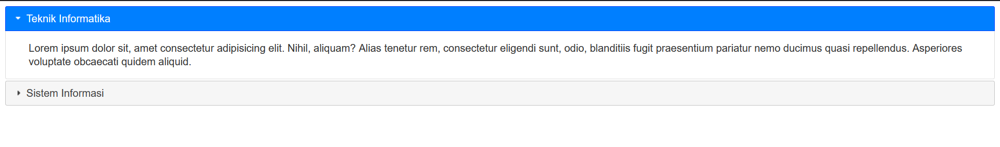 Teknik Informatika
Lorem ipsum dolor sit, amet consectetur adipisicing elit. Nihil, aliquam? Alias tenetur rem, consectetur eligendi sunt, odio, blanditiis fugit praesentium pariatur nemo ducimus quasi repellendus. Asperiores
voluptate obcaecati quidem aliquid.
Sistem Informasi